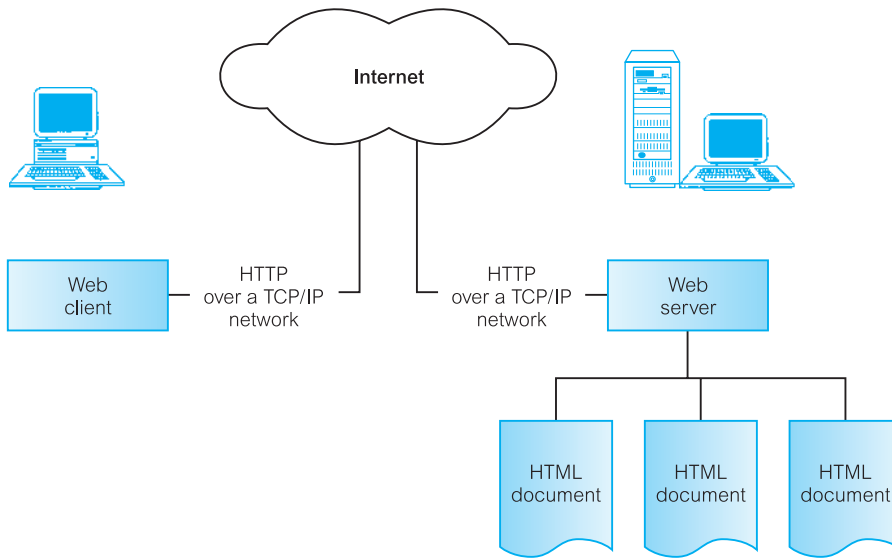 Internet
Web
client
HTTP
over a TCP/IP
network
HTTP
over a TCP/IP
network
Web
server
HTML
document
HTML
document
HTML
document